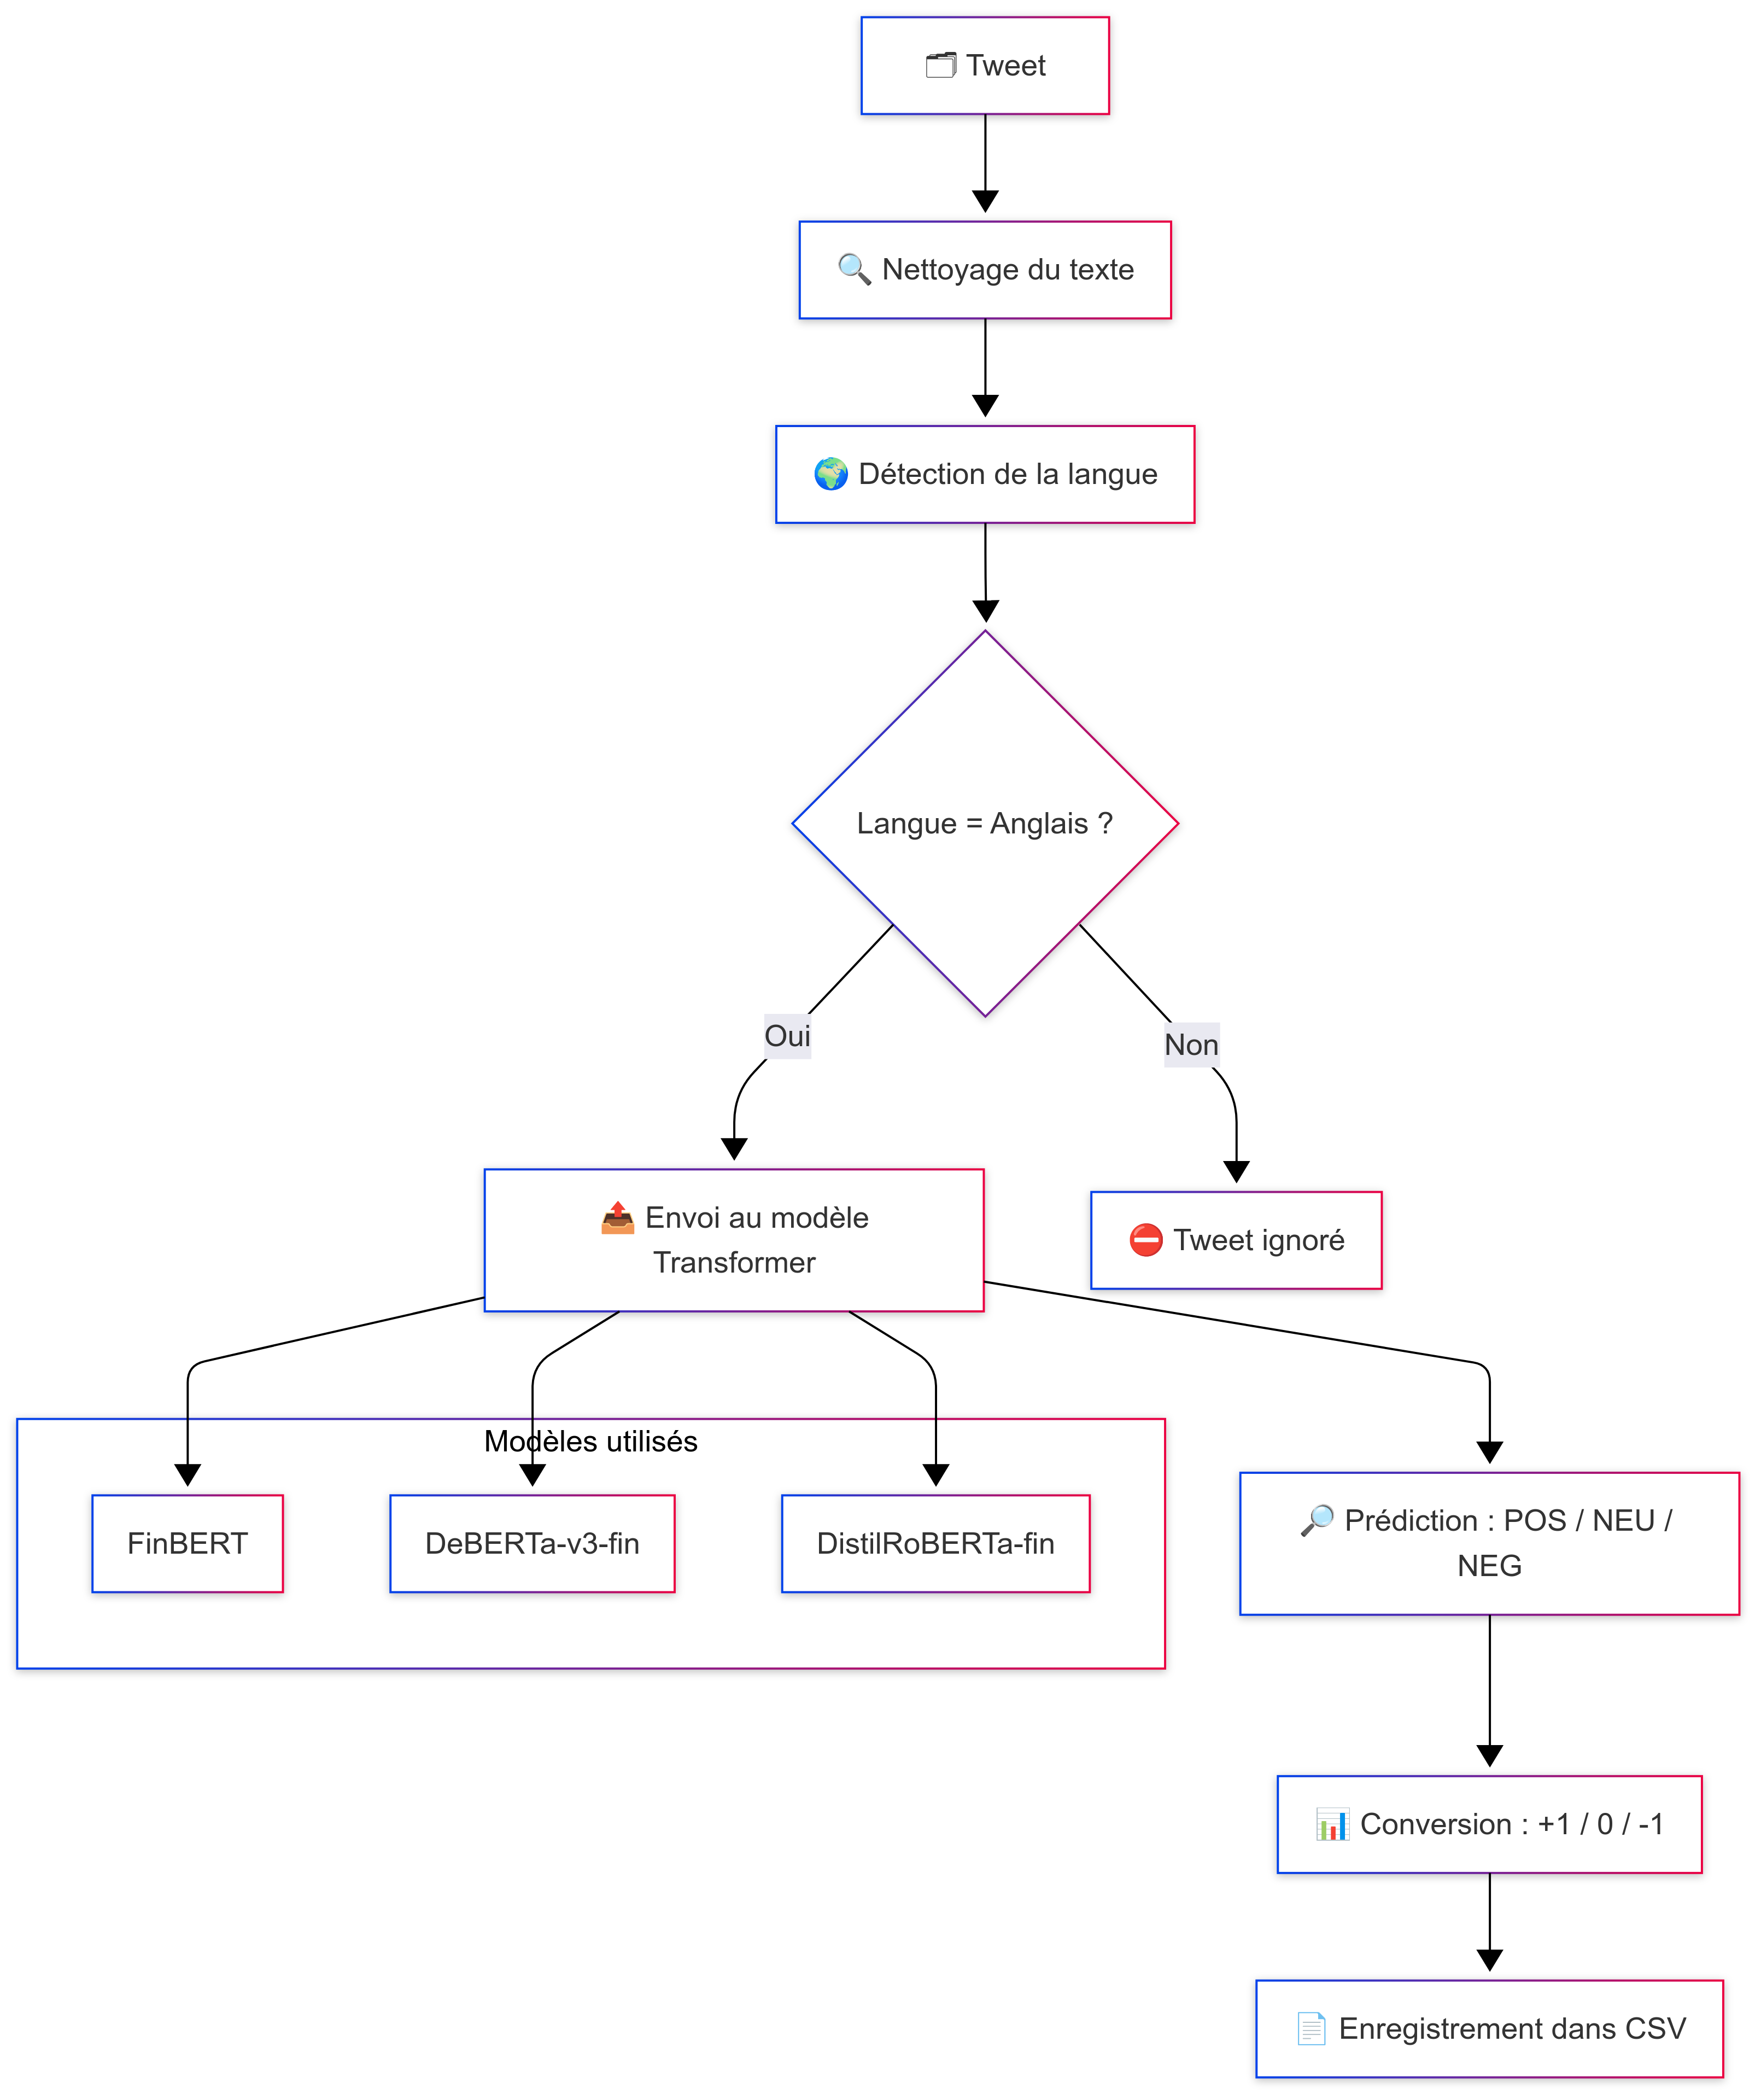 🗂️ Tweet
🔍 Nettoyage du texte
🌍 Détection de la langue
Langue = Anglais ?
Oui
Non
📤 Envoi au modèle
Transformer
⛔ Tweet ignoré
Modèles utilisés
FinBERT
DeBERTa-v3-fin
DistilRoBERTa-fin
🔎 Prédiction : POS / NEU /
NEG
📊 Conversion : +1 / 0 / -1
📄 Enregistrement dans CSV